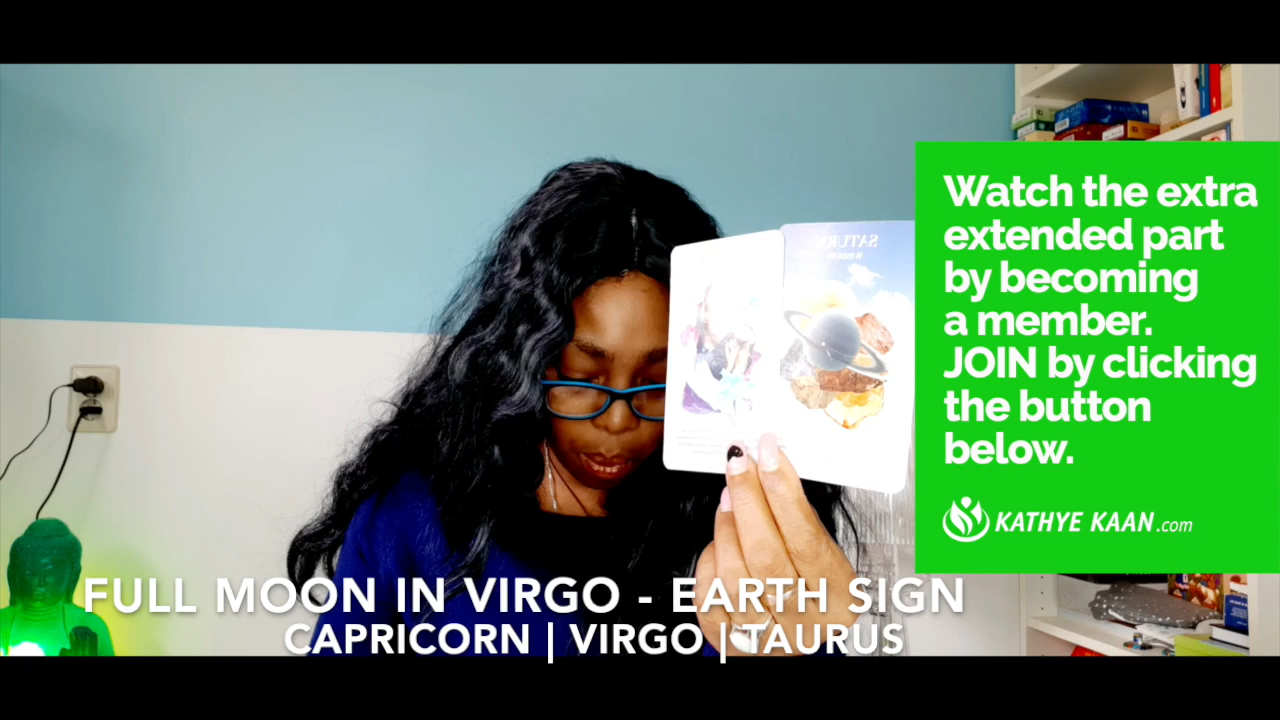 SATURN
Watch the extra
extended part
by becoming
a member.
JOIN by clicking
the button
below.
KATHYE KAAN.com
FULL MOON IN VIRGO - EARTH SIGN
CAPRICORN | VIRGO | TAURUS